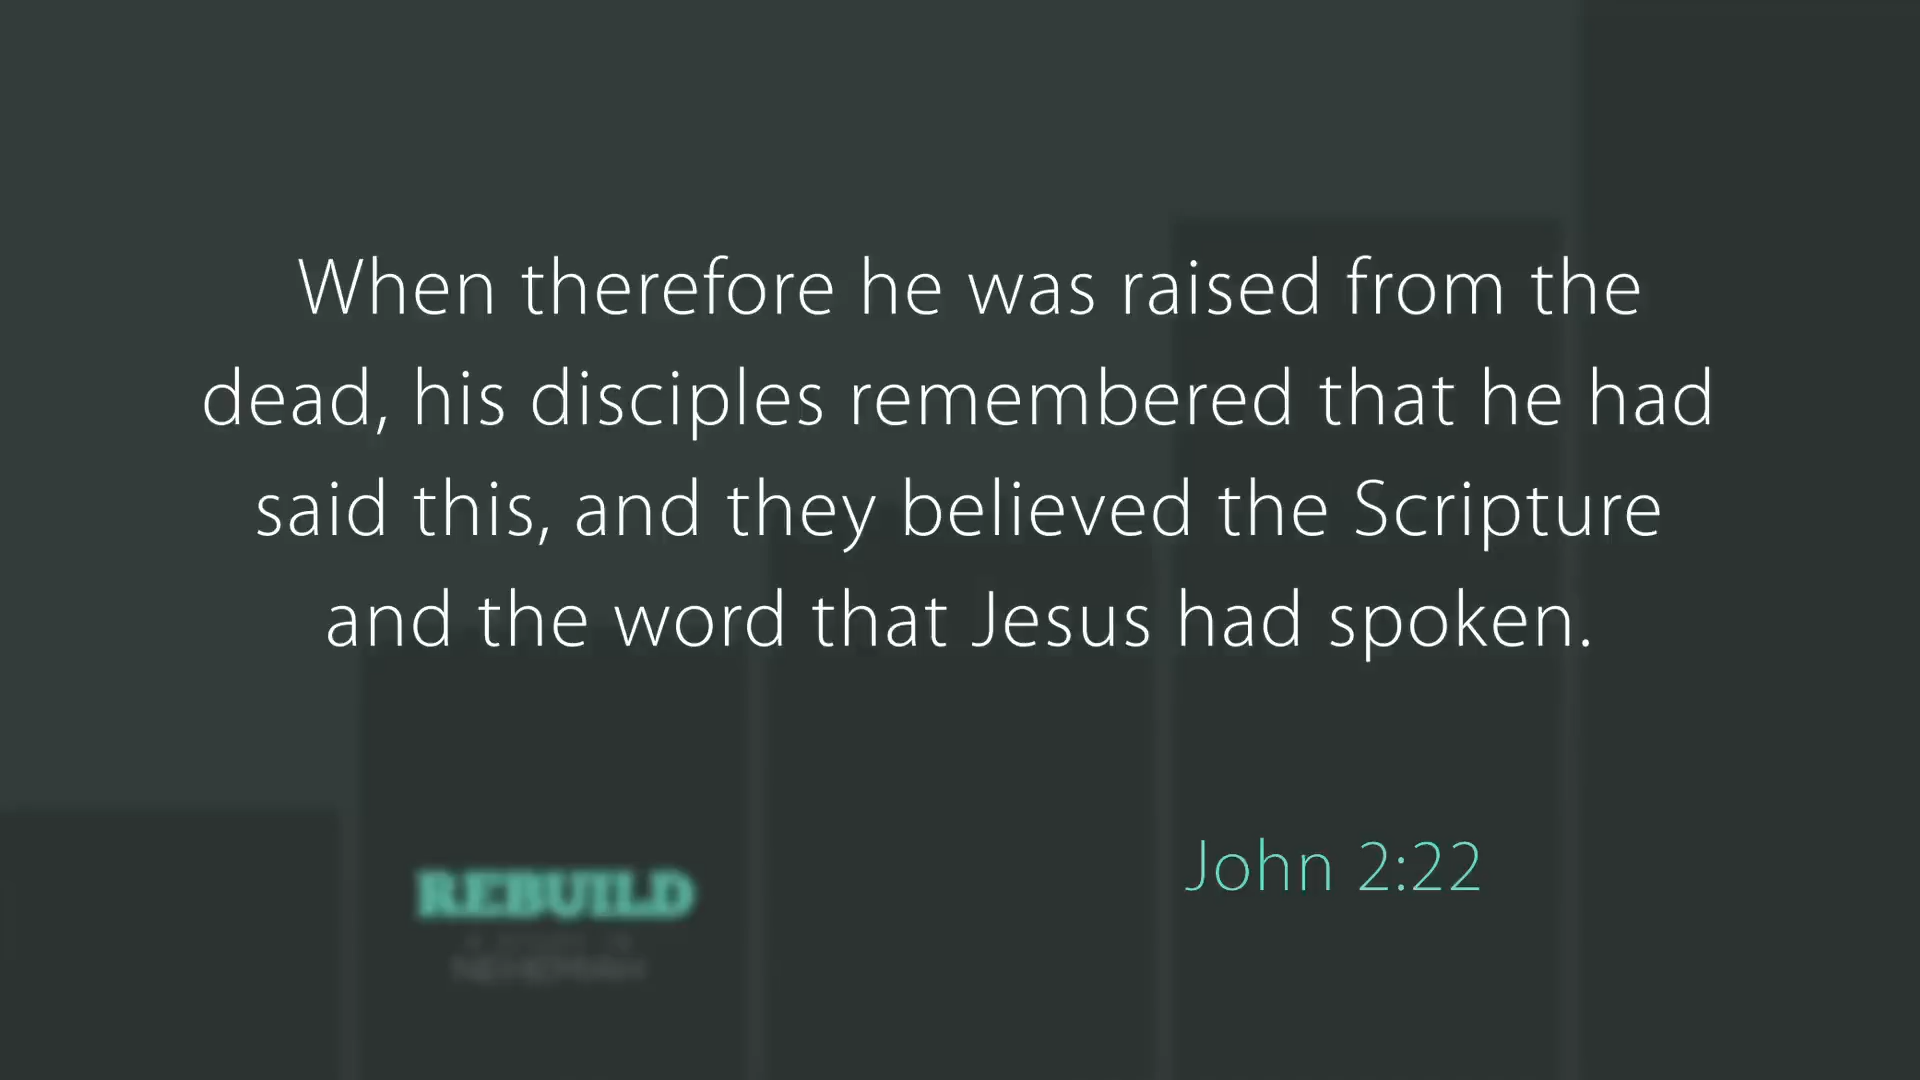 When therefore he was raised from the
dead, his disciples remembered that he had
said this, and they believed the Scripture
and the word that Jesus had spoken.
John 2:22
REBUILD
NEHEMIAH